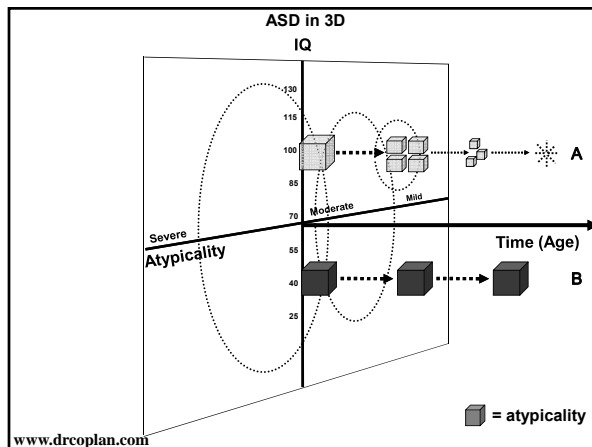 ASD in 3D
IQ
130
115
100
85
70
55
40
25
A
Severe
Moderate
Mild
Atypicality
Time (Age)
B
= atypicality
www.drcoplan.com